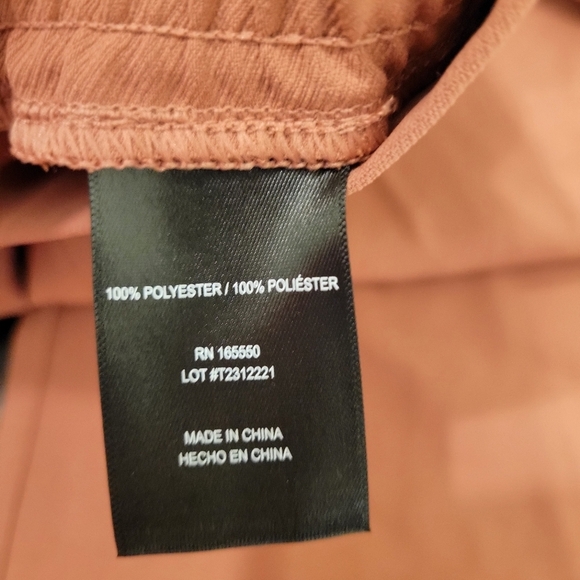 100% POLYESTER / 100% POLIÉSTER
RN 165550
LOT #T2312221
MADE IN CHINA
HECHO EN CHINA